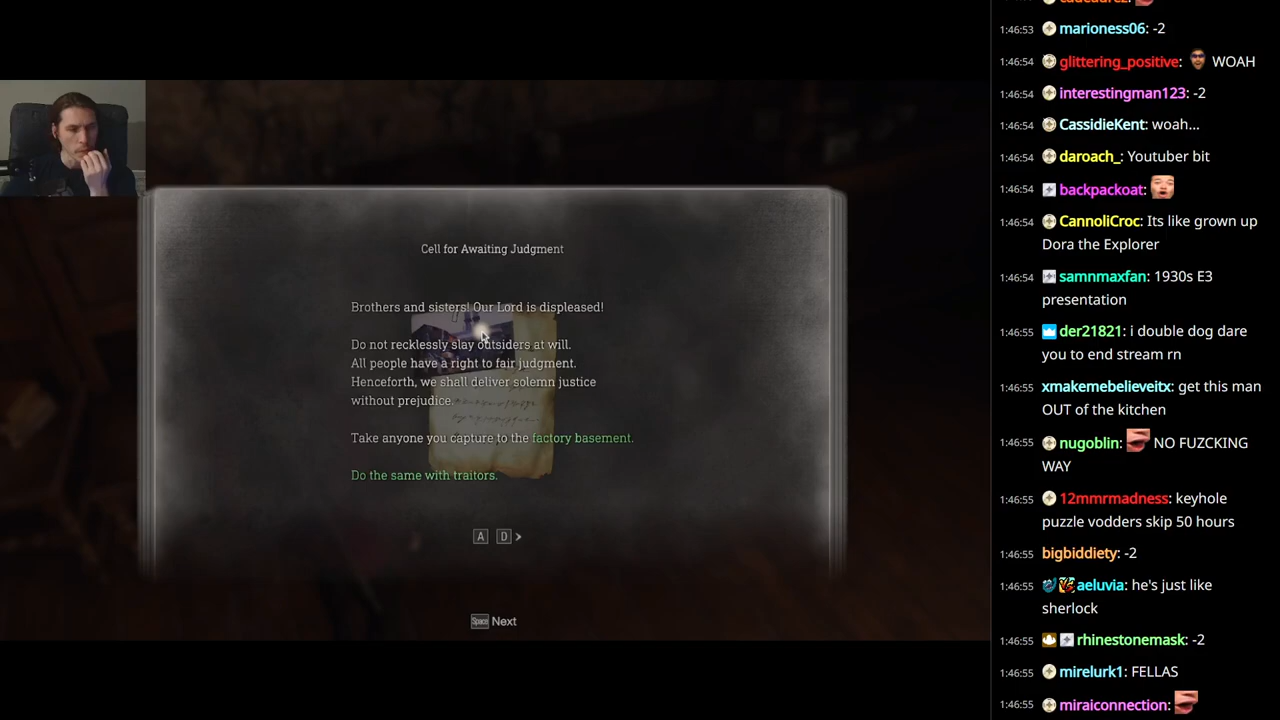 Cell for Awaiting Judgment
Brothers and sisters! Our Lord is displeased!
Do not recklessly slay outsiders at will.
All people have a right to fair judgment.
Henceforth, we shall deliver solemn justice
without prejudice.
Take anyone you capture to the factory basement.
Do the same with traitors.
A D >
Space Next
1:46:53 marioness06: -2
1:46:54 glittering_positive: WOAH
1:46:54 interestingman123: -2
1:46:54 CassidieKent: woah...
1:46:54 daroach_: Youtuber bit
1:46:54 backpackoat:
1:46:54 CannoliCroc: Its like grown up
Dora the Explorer
1:46:54 samnmaxfan: 1930s E3
presentation
1:46:55 der21821: i double dog dare
you to end stream rn
1:46:55 xmakemebelieveitx: get this man
OUT of the kitchen
1:46:55 nugoblin: NO FUZCKING
WAY
1:46:55 12mmrmadness: keyhole
puzzle vodders skip 50 hours
1:46:55 bigbiddiety: -2
1:46:55 aeluvia: he's just like
sherlock
1:46:55 rhinestonemask: -2
1:46:55 mirelurk1: FELLAS
1:46:55 miraiconnection: